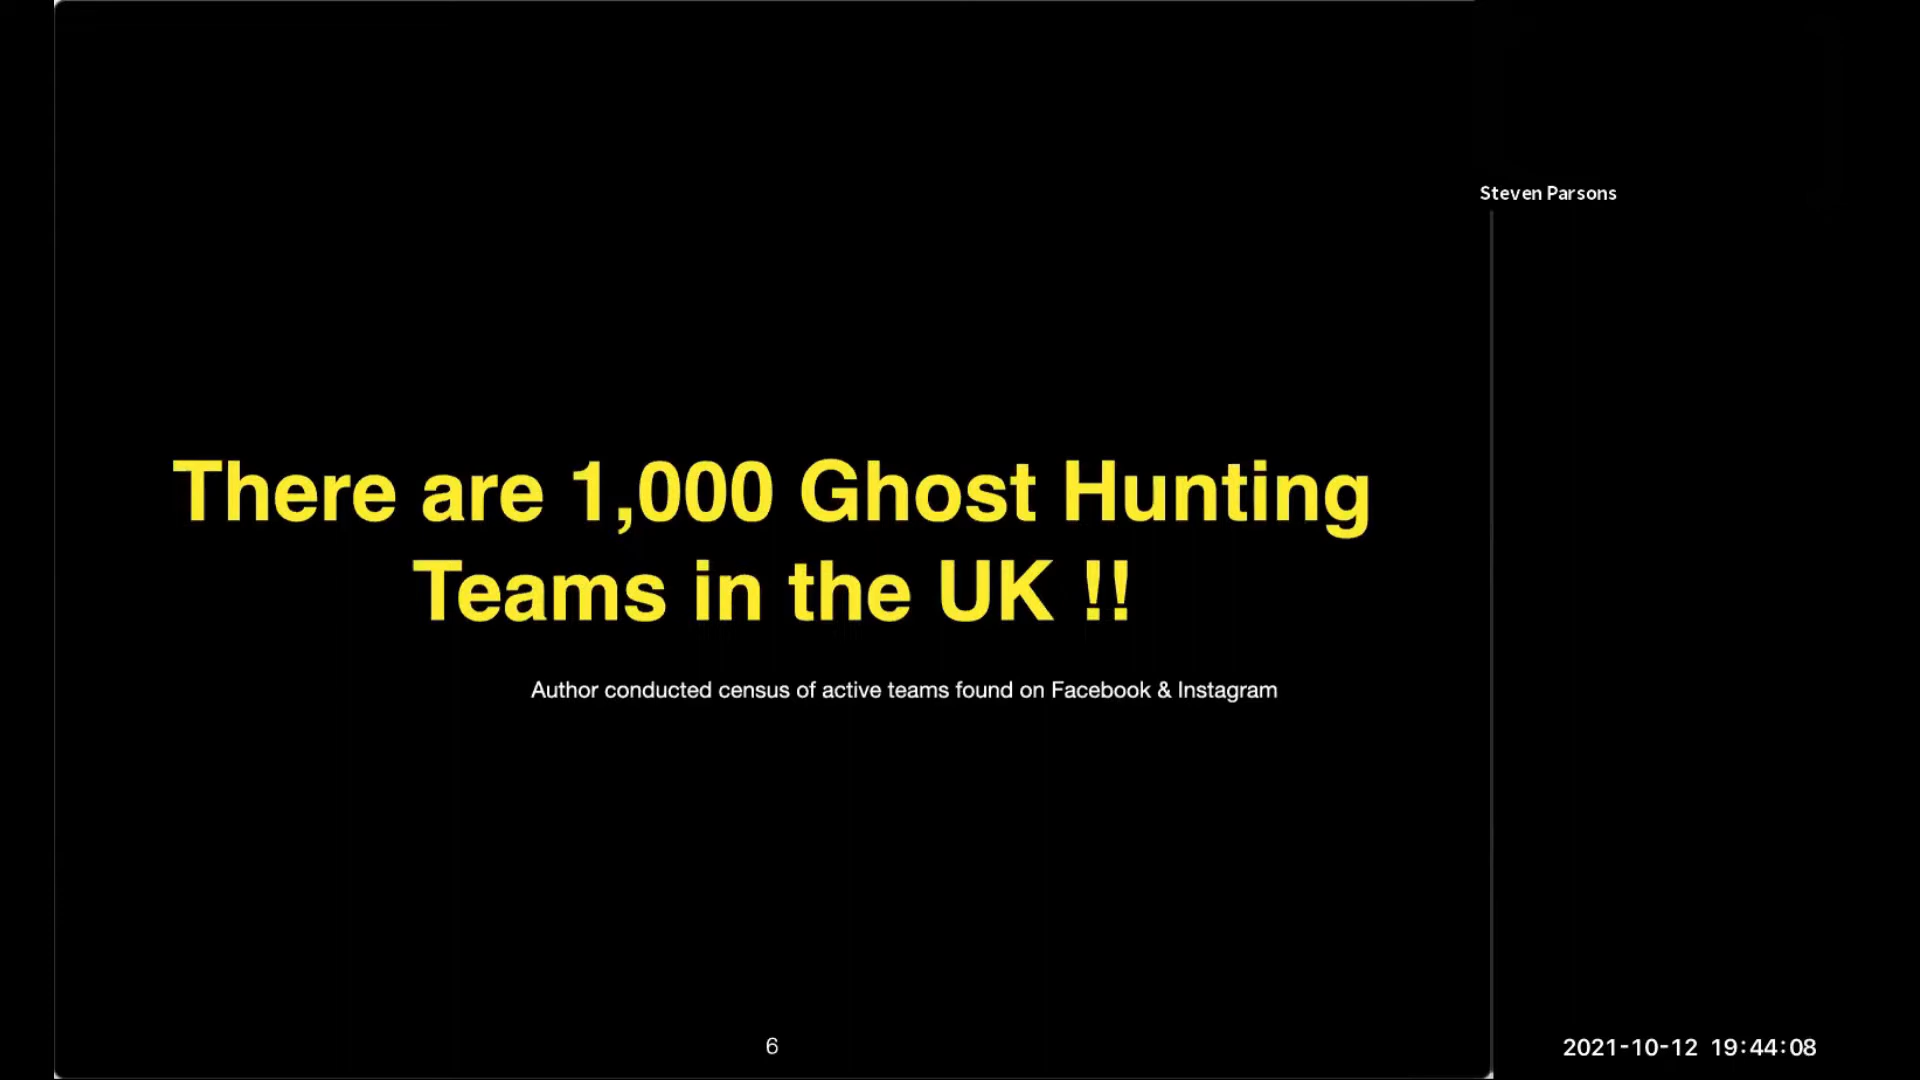 Steven Parsons
There are 1,000 Ghost Hunting
Teams in the UK !!
Author conducted census of active teams found on Facebook & Instagram
6
2021-10-12 19:44:08